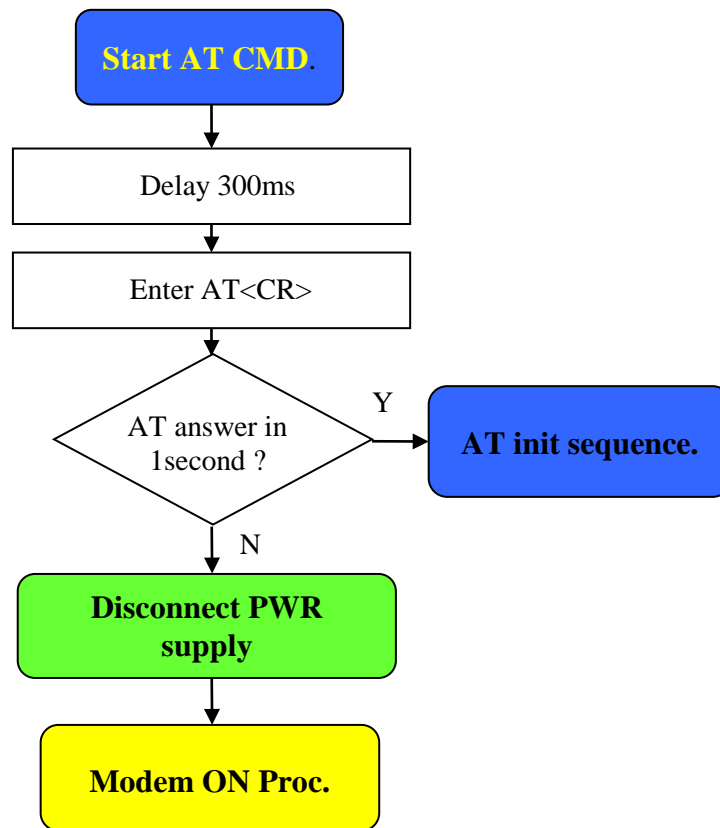 Start AT CMD.
Delay 300ms
Enter AT<CR>
AT answer in
1second ?
Y
AT init sequence.
N
Disconnect PWR
supply
Modem ON Proc.